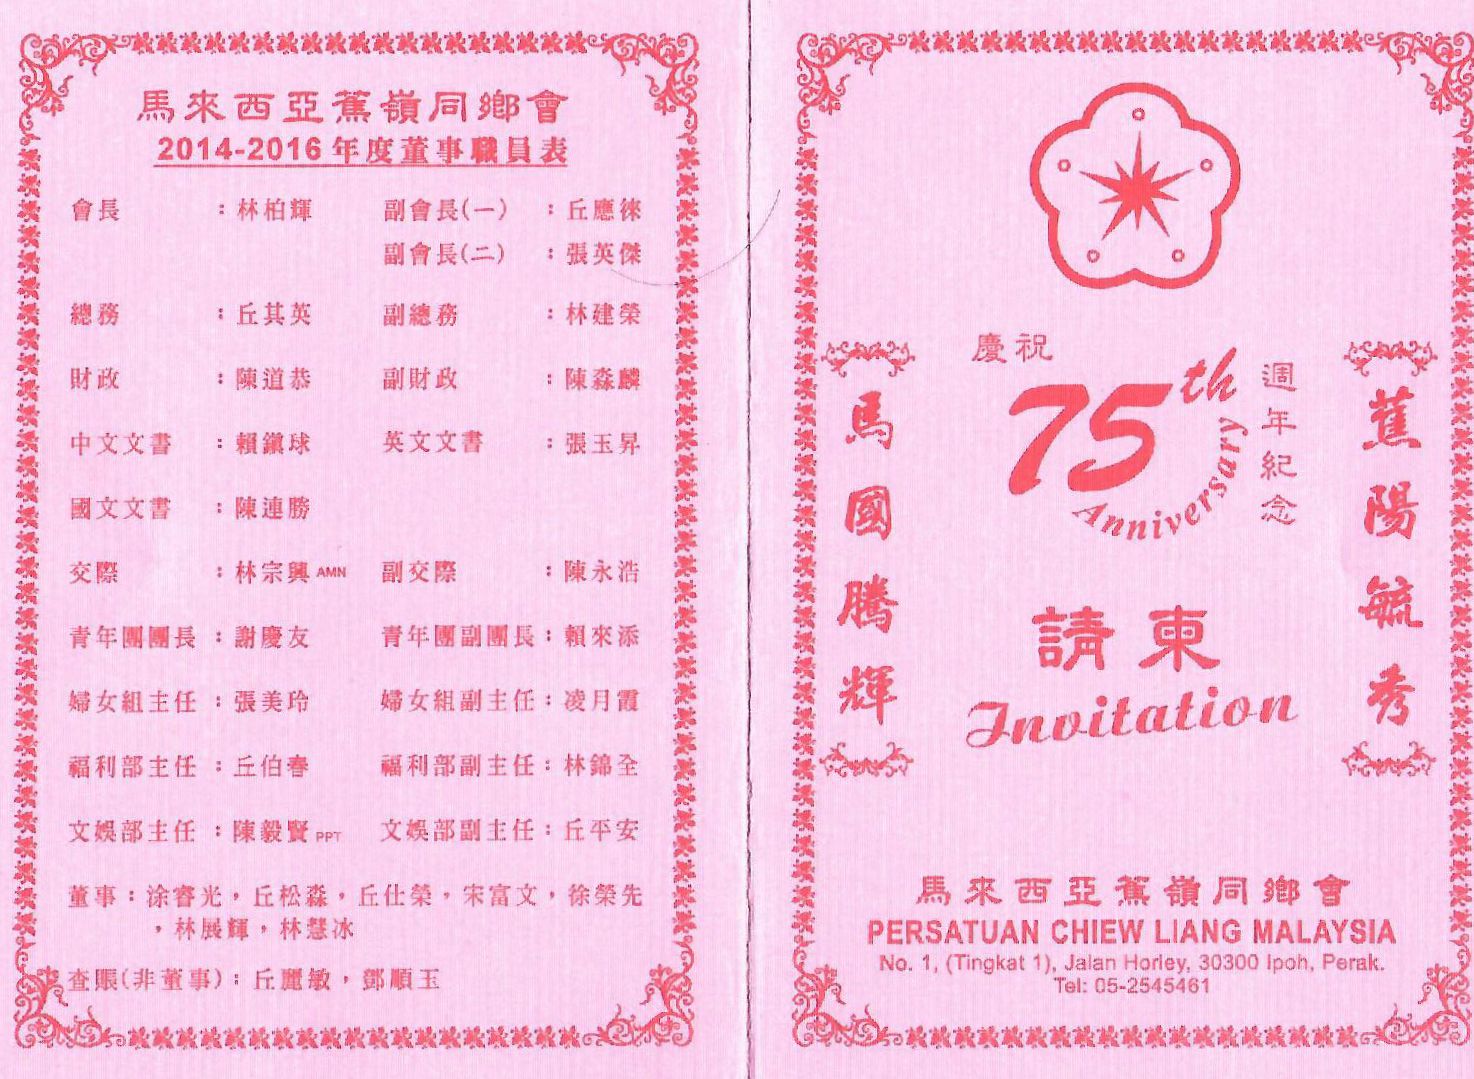 馬來西亞蕉嶺同鄉會
2014-2016年度董事職員表
會長 : 林柏輝 副會長(一) : 丘應徠
副會長(二) : 張英傑
總務 : 丘其英 副總務 : 林建榮
財政 : 陳道恭 副財政 : 陳森麟
中文文書 : 賴鎭球 英文文書 : 張玉昇
國文文書 : 陳連勝
交際 : 林宗興 AMN 副交際 : 陳永浩
青年團團長 : 謝慶友 青年團副團長 : 賴來添
婦女組主任 : 張美玲 婦女組副主任 : 凌月霞
福利部主任 : 丘伯春 福利部副主任 : 林錦全
文娛部主任 : 陳毅賢 PPT 文娛部副主任 : 丘平安
董事 : 涂睿光，丘松森，丘仕榮，宋富文，徐榮先
，林展輝，林慧冰
查賬(非董事) : 丘麗敏，鄧順玉
慶祝
75th
Anniversary
週年紀念
蕉陽毓秀
馬國騰輝
請柬
Invitation
馬來西亞蕉嶺同鄉會
PERSATUAN CHIEW LIANG MALAYSIA
No. 1, (Tingkat 1), Jalan Horley, 30300 Ipoh, Perak.
Tel: 05-2545461